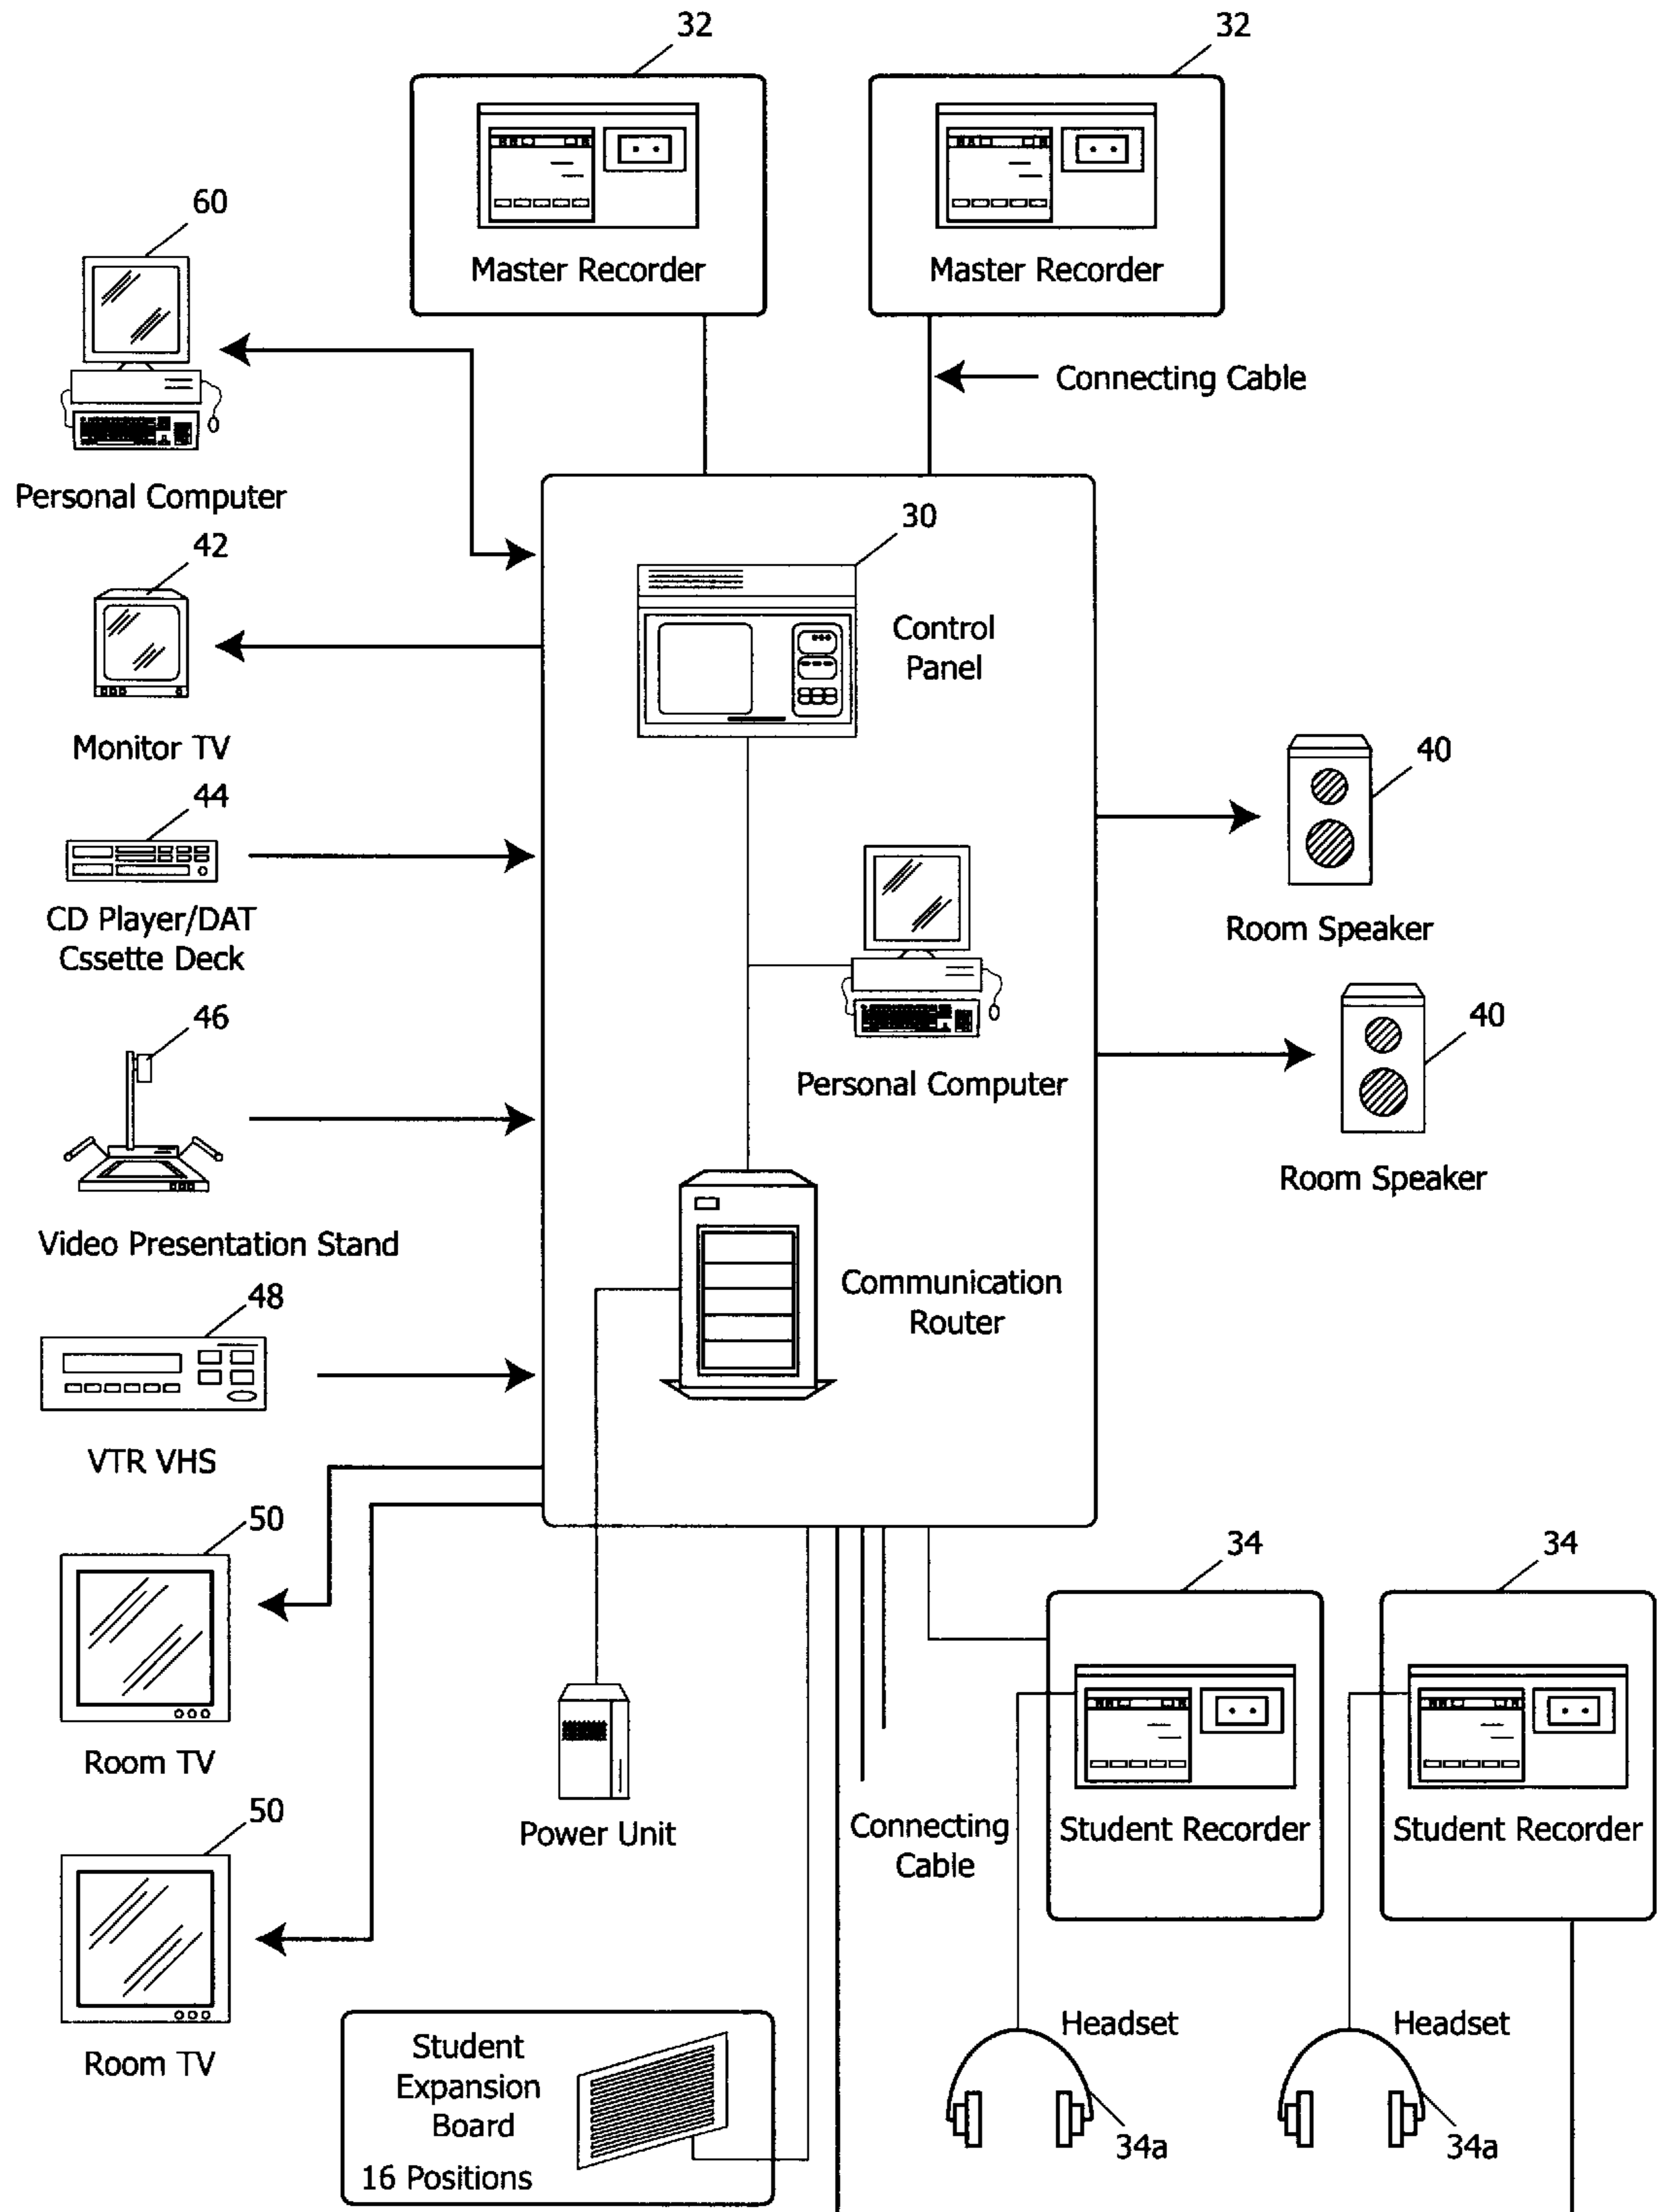 32
32
Master Recorder
Master Recorder
60
Personal Computer
Connecting Cable
42
Monitor TV
30
Control
Panel
44
CD Player/DAT
Cssette Deck
40
Room Speaker
Personal Computer
46
Video Presentation Stand
40
Room Speaker
48
VTR VHS
Communication
Router
50
Room TV
50
Room TV
Power Unit
Connecting
Cable
34
Student Recorder
34
Student Recorder
Student
Expansion
Board
16 Positions
Headset
34a
Headset
34a